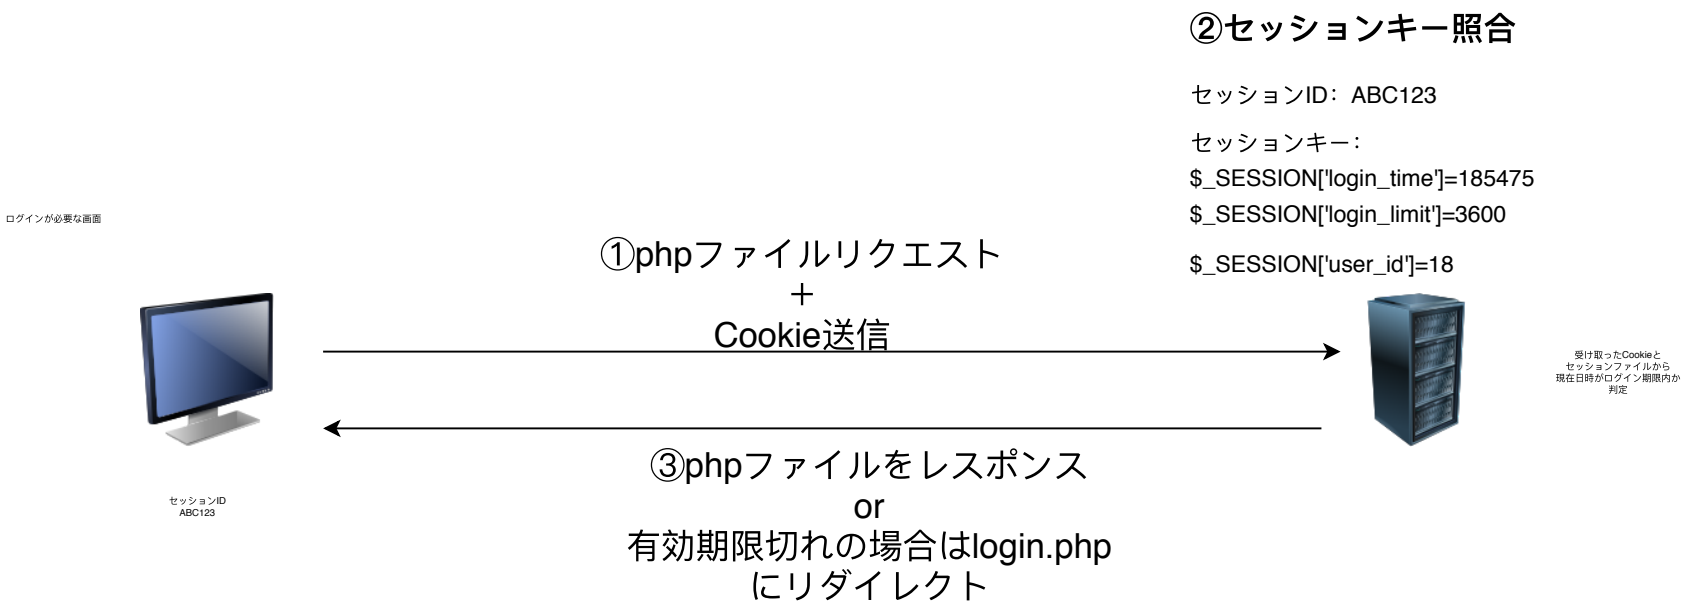 ②セッションキー照合
セッションID：ABC123
セッションキー：
$_SESSION['login_time']=185475
$_SESSION['login_limit']=3600
$_SESSION['user_id']=18
ログインが必要な画面
①phpファイルリクエスト
＋
Cookie送信
受け取ったCookieと
セッションファイルから
現在日時がログイン期限内か
判定
③phpファイルをレスポンス
or
有効期限切れの場合はlogin.php
にリダイレクト
セッションID
ABC123